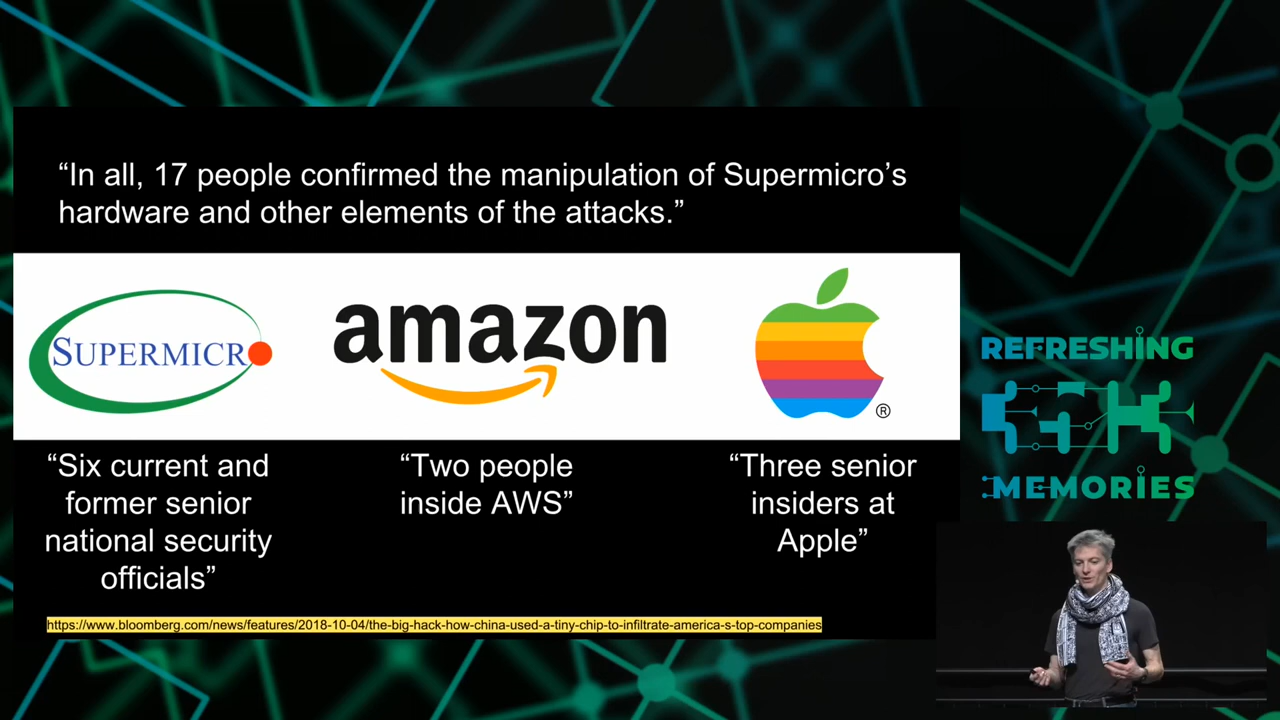 “In all, 17 people confirmed the manipulation of Supermicro’s
hardware and other elements of the attacks.”
SUPERMICRO
amazon
®
“Six current and
former senior
national security
officials”
“Two people
inside AWS”
“Three senior
insiders at
Apple”
https://www.bloomberg.com/news/features/2018-10-04/the-big-hack-how-china-used-a-tiny-chip-to-infiltrate-america-s-top-companies
REFRESHING
35C3
MEMORIES